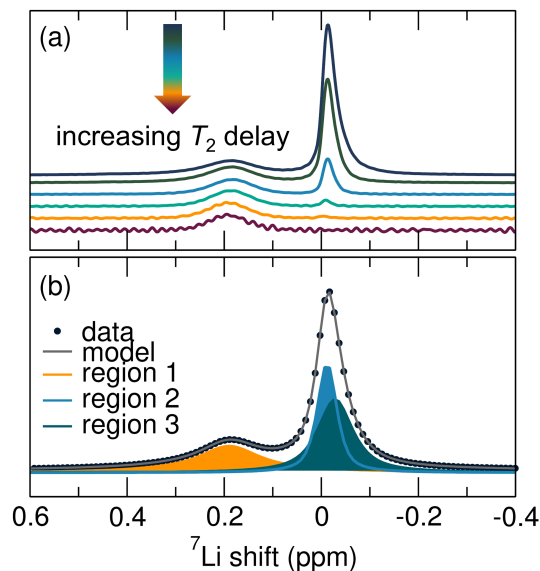 (a)
increasing T₂ delay
(b)
data
model
region 1
region 2
region 3
0.6 0.4 0.2 0 -0.2 -0.4
⁷Li shift (ppm)